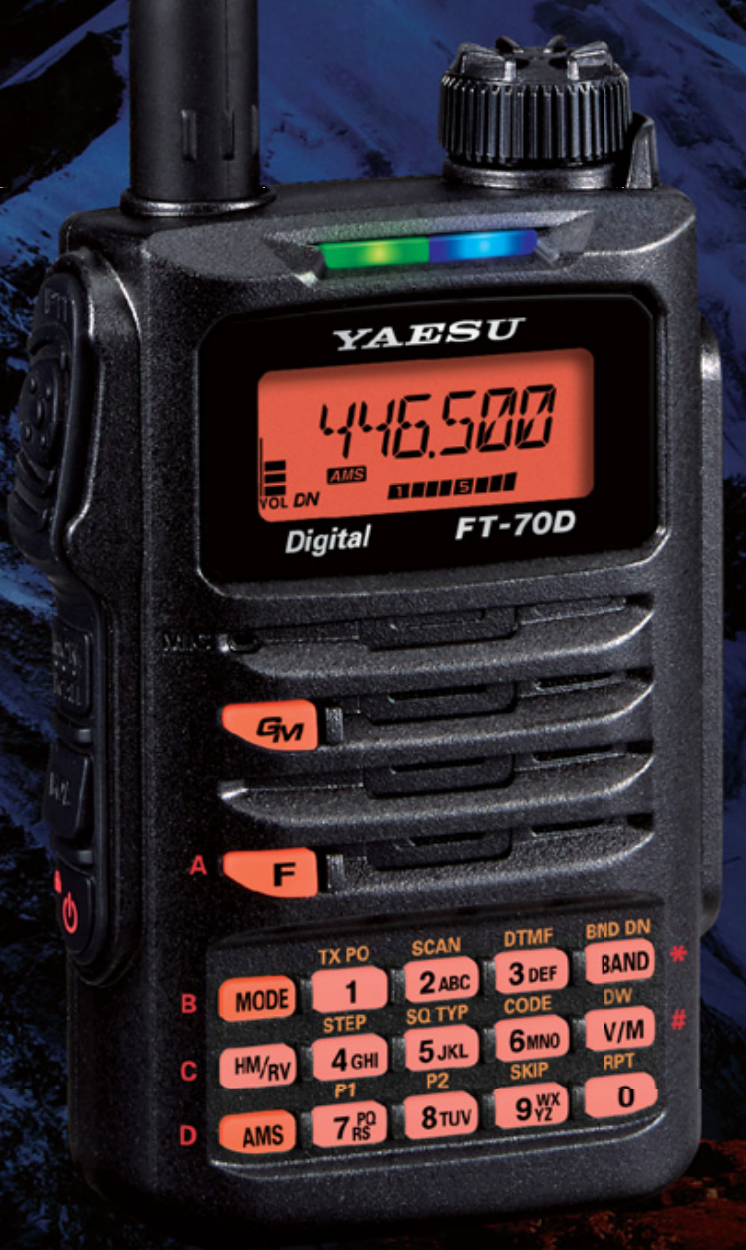 YAESU
446.500
AMS
VOL DN
1 5
Digital FT-70D
GM
A F
TX PO SCAN DTMF BND DN
B MODE 1 2ABC 3DEF BAND *
STEP SQ TYP CODE DW
C HM/RV 4GHI 5JKL 6MNO V/M #
P1 P2 SKIP RPT
D AMS 7PQRS 8TUV 9WXYZ 0